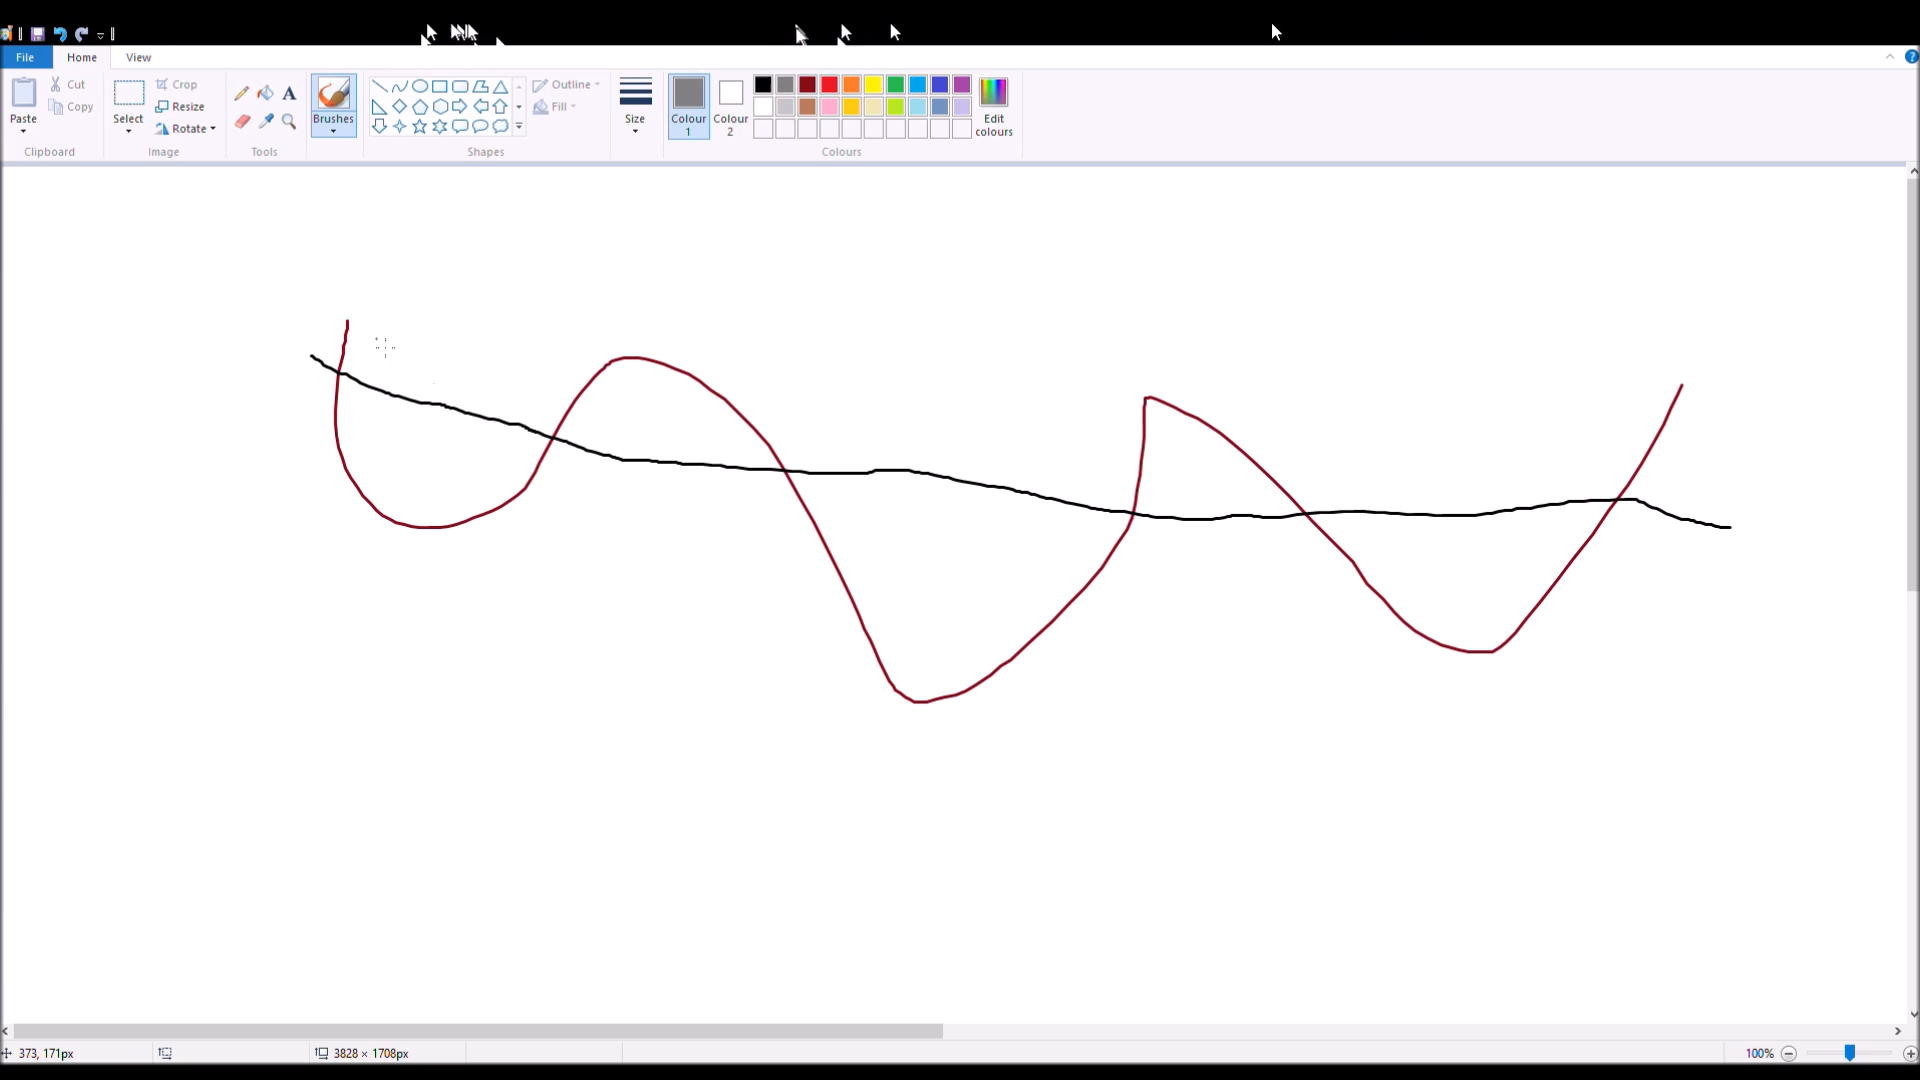 File Home View
Paste Cut Copy Clipboard
Select Crop Resize Rotate Image
Tools
Brushes
Shapes Outline Fill
Size
Colour 1 Colour 2 Edit colours Colours
373, 171px 3828 × 1708px 100%